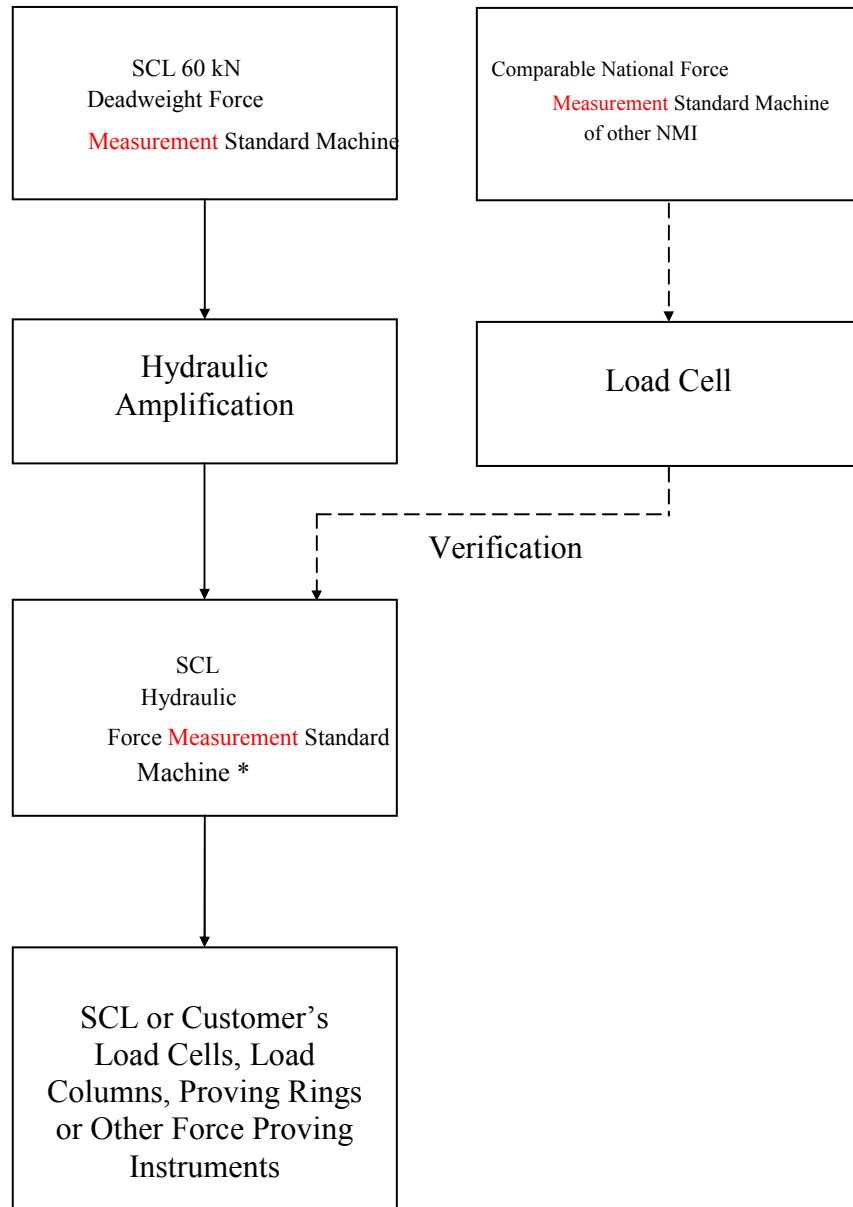 SCL 60 kN
Deadweight Force
Measurement Standard Machine
Comparable National Force
Measurement Standard Machine
of other NMI
Hydraulic
Amplification
Load Cell
Verification
SCL
Hydraulic
Force Measurement Standard
Machine *
SCL or Customer’s
Load Cells, Load
Columns, Proving Rings
or Other Force Proving
Instruments